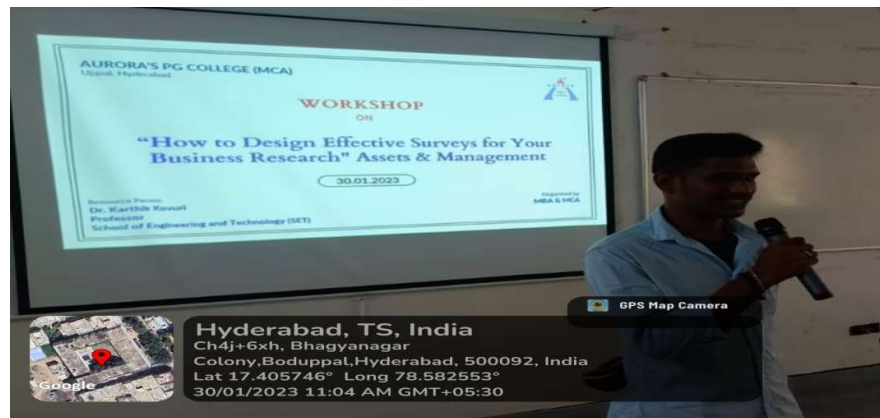 AURORA'S PG COLLEGE (MCA)
Uppal, Hyderabad
WORKSHOP
ON
"How to Design Effective Surveys for Your
Business Research" Assets & Management
30.01.2023
Resource Person
Dr. Karthik Kovuri
Professor
School of Engineering and Technology (SET)
Organized by
MBA & MCA
GPS Map Camera
Google
Hyderabad, TS, India
Ch4j+6xh, Bhagyanagar
Colony,Boduppal,Hyderabad, 500092, India
Lat 17.405746° Long 78.582553°
30/01/2023 11:04 AM GMT+05:30